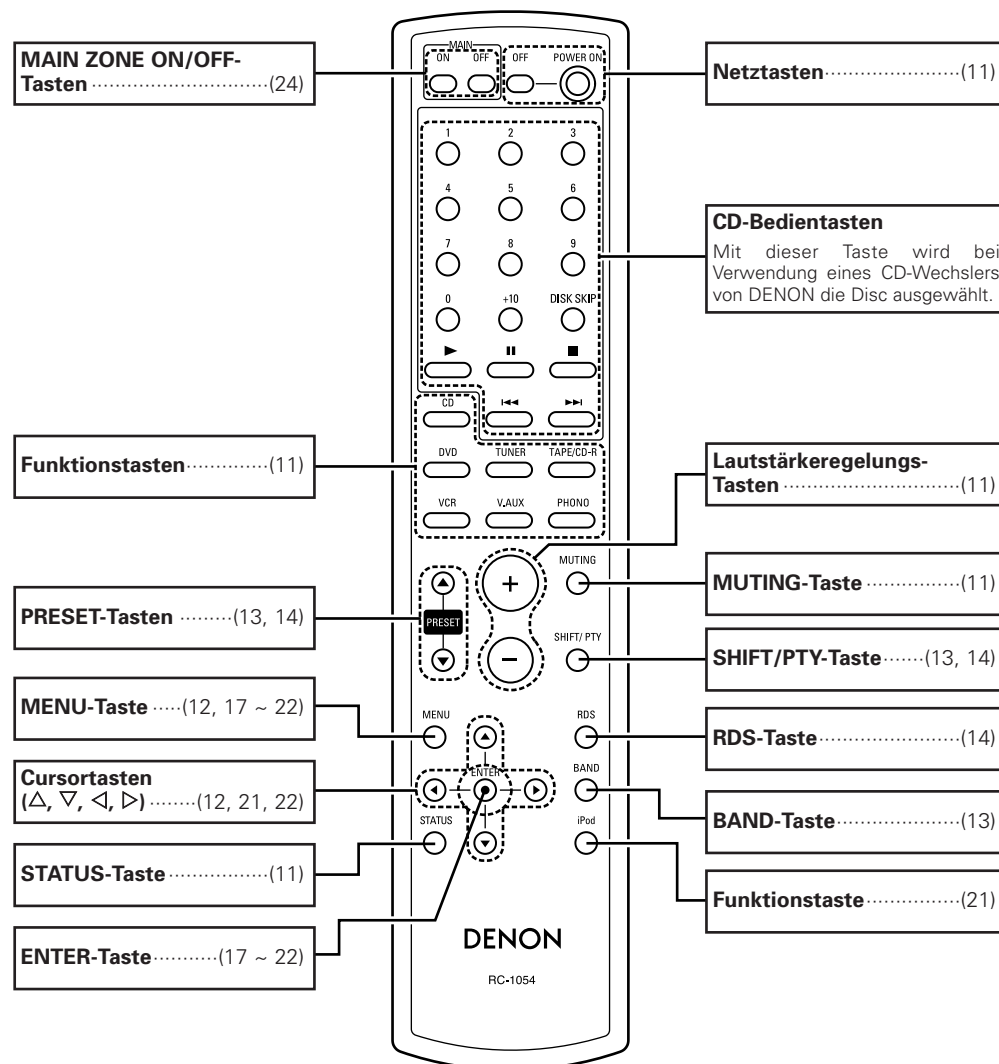 MAIN ZONE ON/OFF-
Tasten ······························(24)
Funktionstasten··············(11)
PRESET-Tasten ·········(13, 14)
MENU-Taste ·····(12, 17 ~ 22)
Cursortasten
(△, ▽, ◁, ▷) ········(12, 21, 22)
STATUS-Taste·················(11)
ENTER-Taste···········(17 ~ 22)
MAIN
ON OFF OFF POWER ON
1 2 3
4 5 6
7 8 9
0 +10 DISK SKIP
► ⏸ ■
CD ⏮ ⏭
DVD TUNER TAPE/CD-R
VCR V.AUX PHONO
+ MUTING
PRESET
− SHIFT/ PTY
MENU RDS
ENTER BAND
STATUS iPod
DENON
RC-1054
Netztasten·······················(11)
CD-Bedientasten
Mit dieser Taste wird bei
Verwendung eines CD-Wechslers
von DENON die Disc ausgewählt.
Lautstärkeregelungs-
Tasten ······························(11)
MUTING-Taste ················(11)
SHIFT/PTY-Taste·······(13, 14)
RDS-Taste························(14)
BAND-Taste·····················(13)
Funktionstaste················(21)